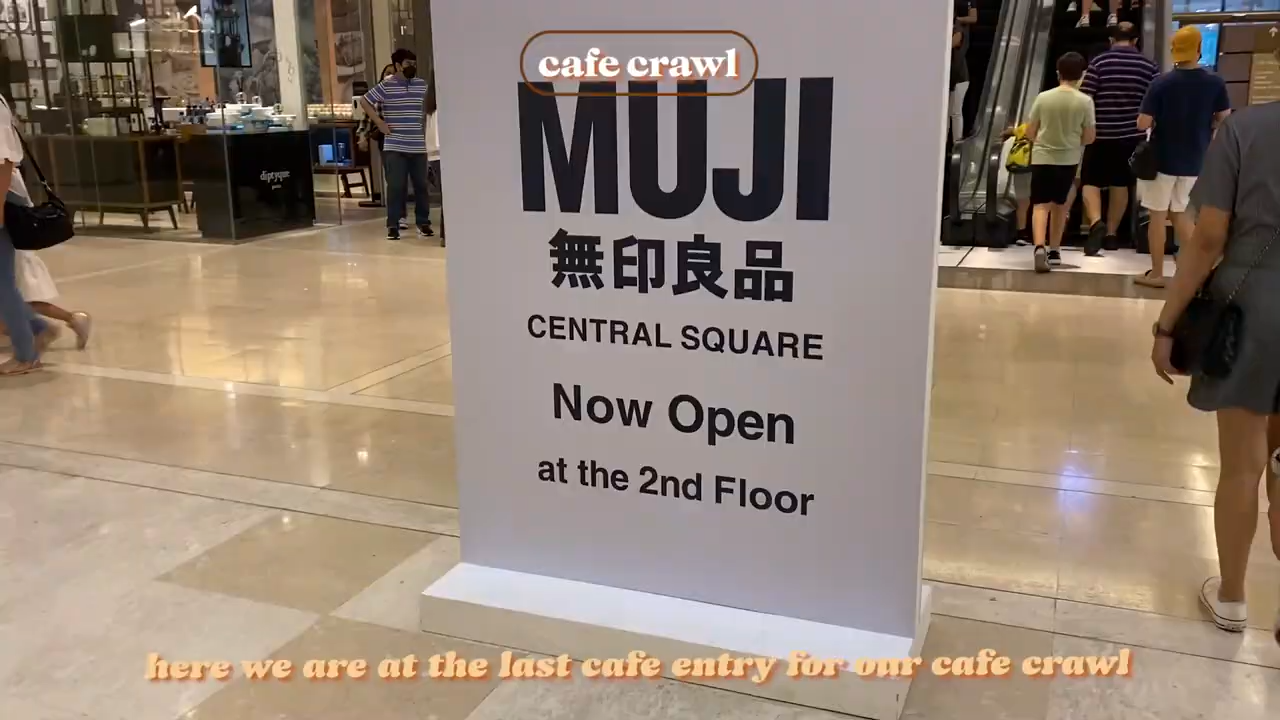 cafe crawl
MUJI
無印良品
CENTRAL SQUARE
Now Open
at the 2nd Floor
diptyque
here we are at the last cafe entry for our cafe crawl